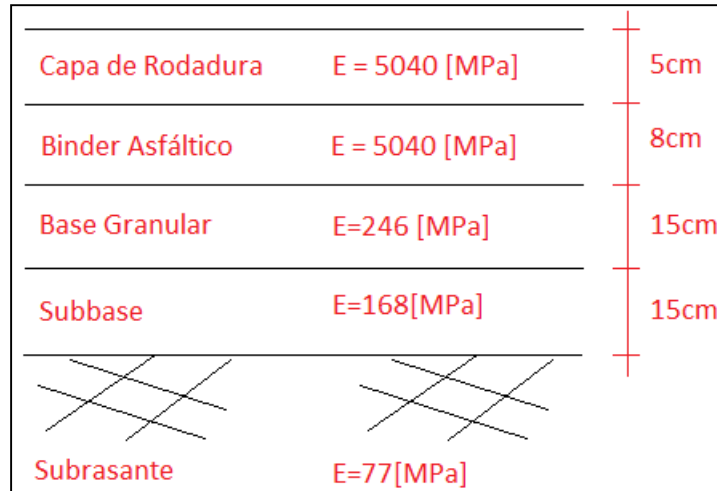 Capa de Rodadura E = 5040 [MPa] 5cm
Binder Asfáltico E = 5040 [MPa] 8cm
Base Granular E=246 [MPa] 15cm
Subbase E=168[MPa] 15cm
Subrasante E=77[MPa]